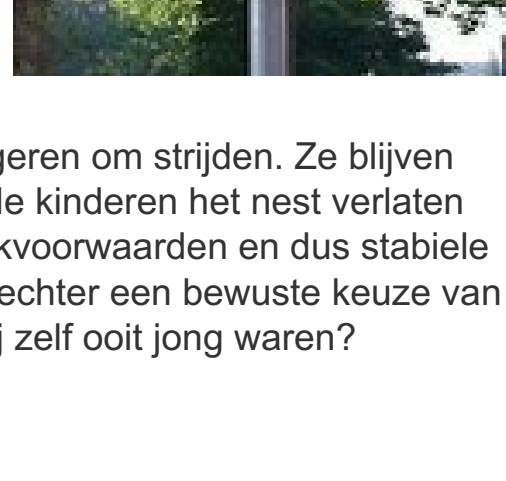 geren om strijden. Ze blijven
le kinderen het nest verlaten
kvoorwaarden en dus stabiele
echter een bewuste keuze van
j zelf ooit jong waren?